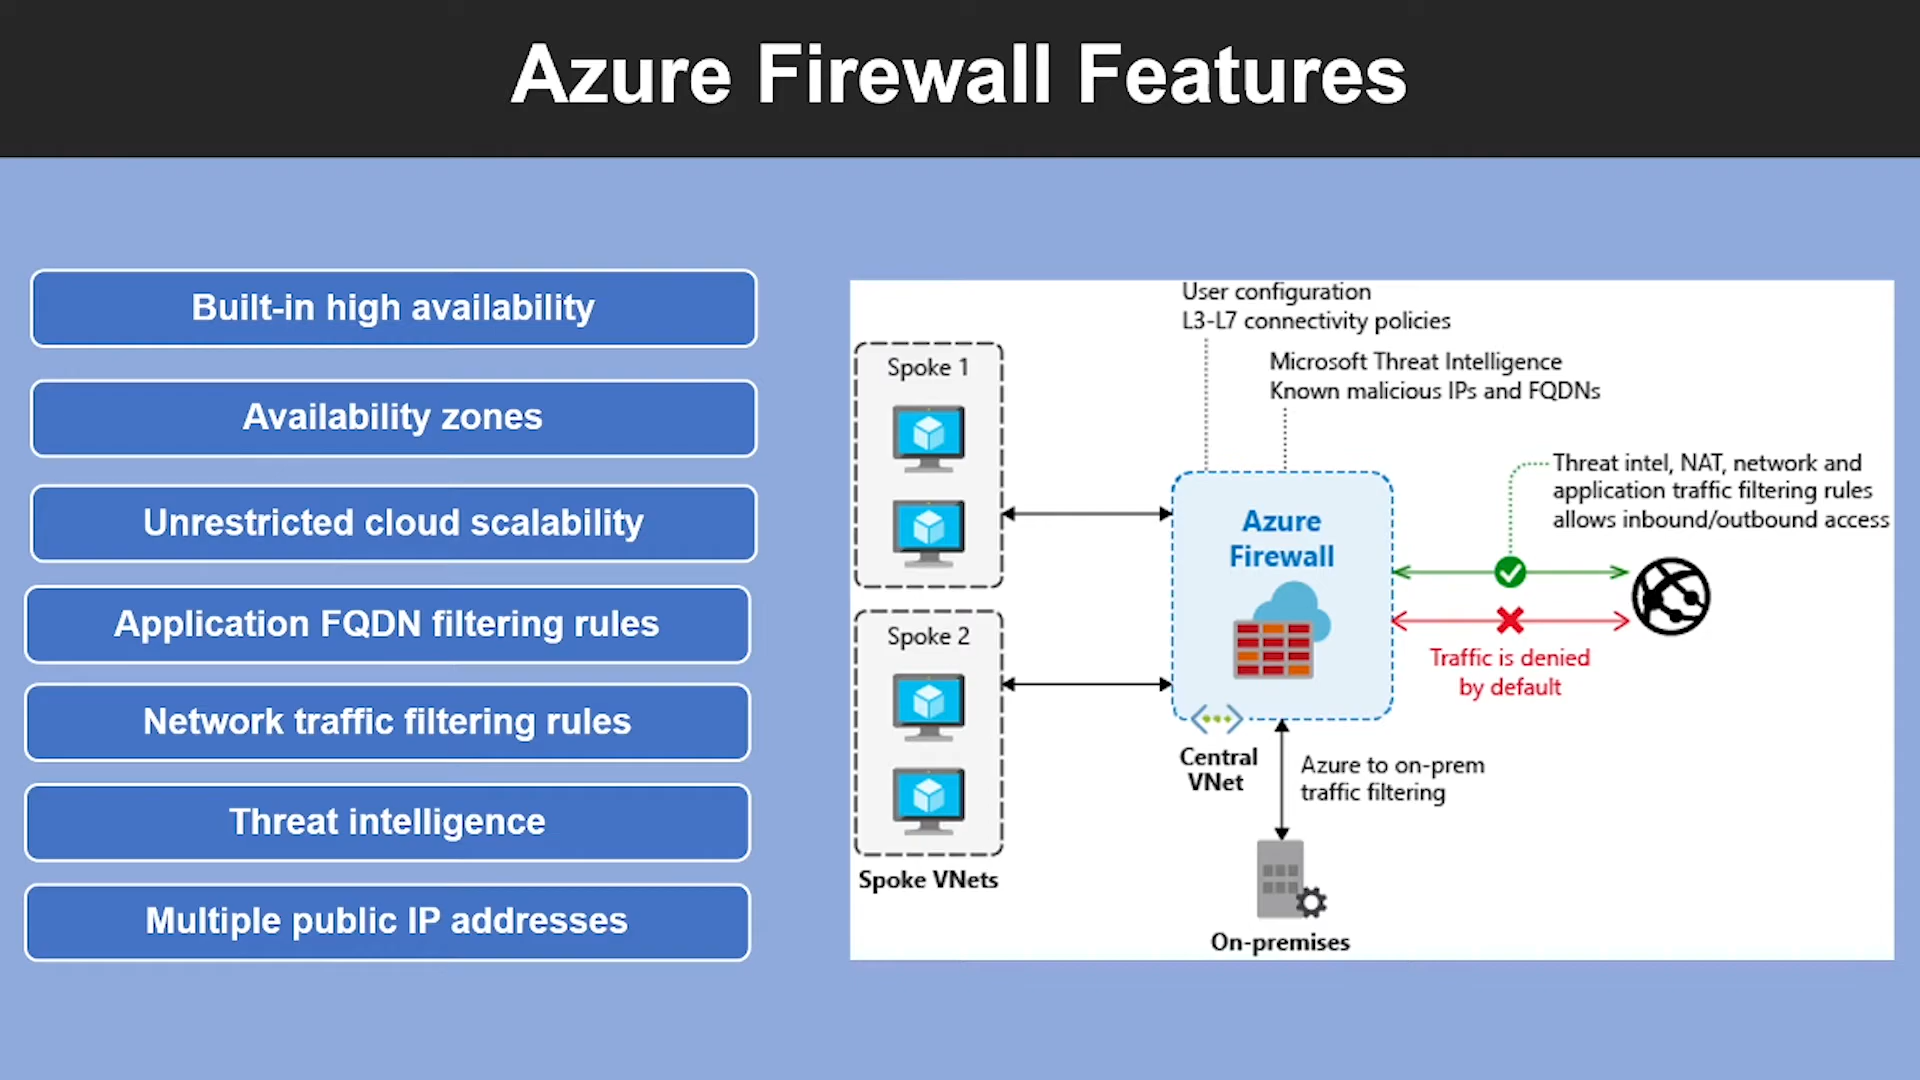 Azure Firewall Features
Built-in high availability
Availability zones
Unrestricted cloud scalability
Application FQDN filtering rules
Network traffic filtering rules
Threat intelligence
Multiple public IP addresses
User configuration
L3-L7 connectivity policies
Microsoft Threat Intelligence
Known malicious IPs and FQDNs
Spoke 1
Threat intel, NAT, network and
application traffic filtering rules
allows inbound/outbound access
Azure
Firewall
Traffic is denied
by default
Spoke 2
Central
VNet
Azure to on-prem
traffic filtering
Spoke VNets
On-premises